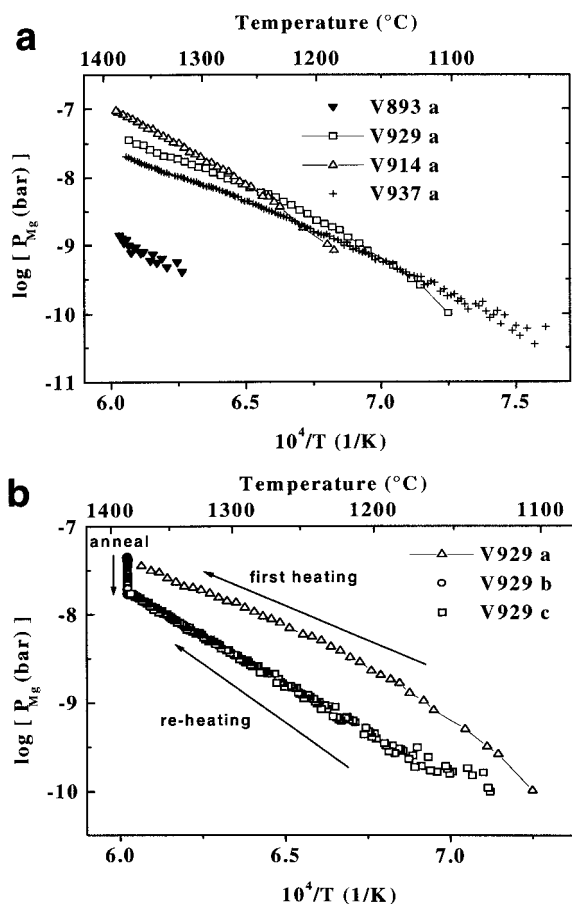 a
Temperature (°C)
1400 1300 1200 1100
-7
-8
-9
-10
-11
log [ P_Mg (bar) ]
V893 a
V929 a
V914 a
V937 a
6.0 6.5 7.0 7.5
10^4/T (1/K)
b
Temperature (°C)
1400 1300 1200 1100
-7
-8
-9
-10
log [ P_Mg (bar) ]
anneal
first heating
re-heating
V929 a
V929 b
V929 c
6.0 6.5 7.0
10^4/T (1/K)